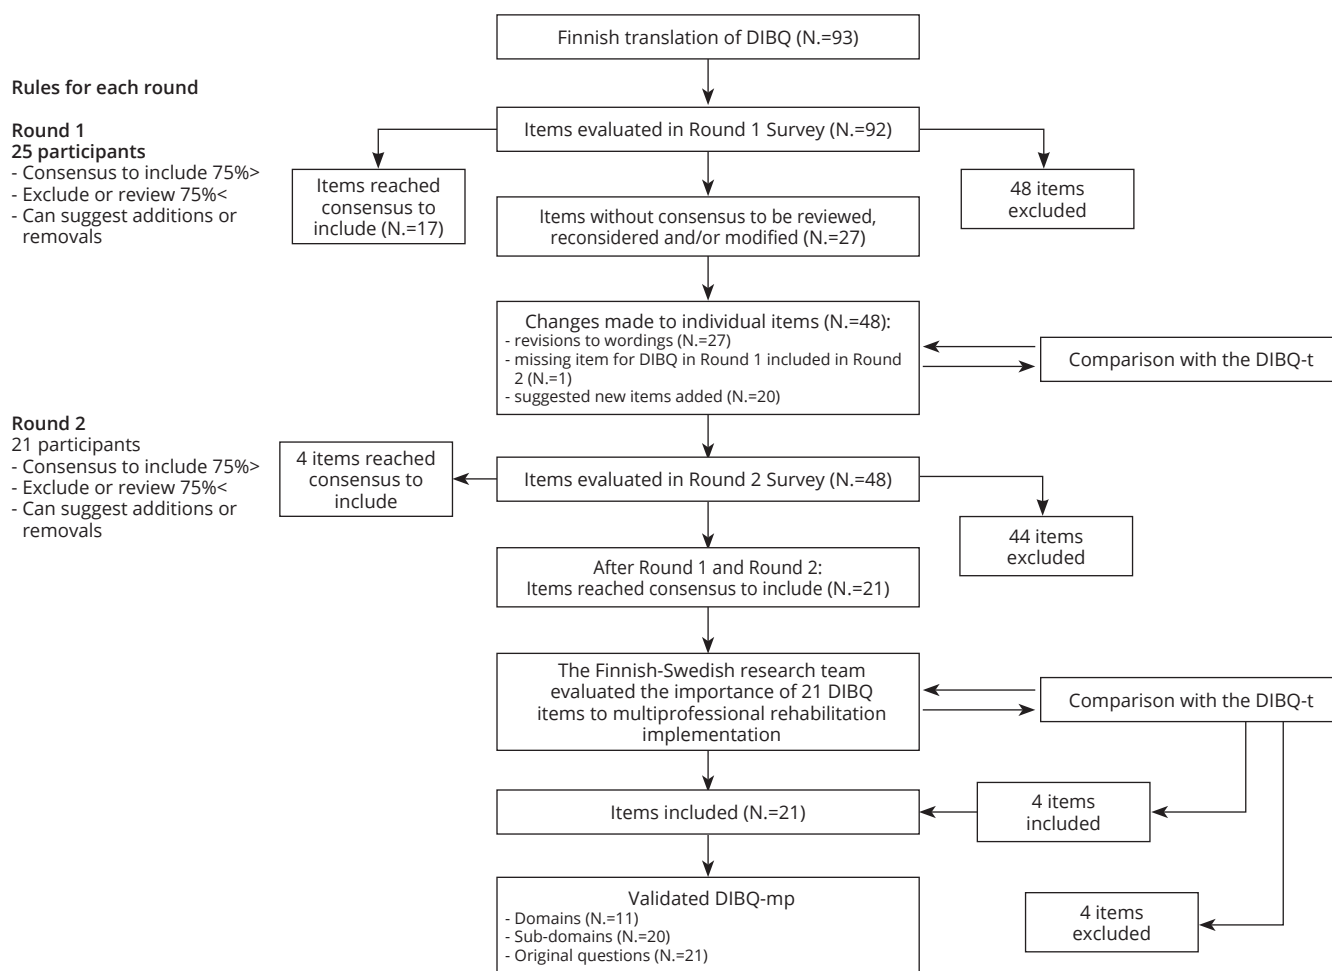 Finnish translation of DIBQ (N.=93)
Rules for each round
Round 1
25 participants
- Consensus to include 75%>
- Exclude or review 75%<
- Can suggest additions or
removals
Items evaluated in Round 1 Survey (N.=92)
Items reached
consensus to
include (N.=17)
48 items
excluded
Items without consensus to be reviewed,
reconsidered and/or modified (N.=27)
Changes made to individual items (N.=48):
- revisions to wordings (N.=27)
- missing item for DIBQ in Round 1 included in Round
2 (N.=1)
- suggested new items added (N.=20)
Comparison with the DIBQ-t
Round 2
21 participants
- Consensus to include 75%>
- Exclude or review 75%<
- Can suggest additions or
removals
4 items reached
consensus to
include
Items evaluated in Round 2 Survey (N.=48)
44 items
excluded
After Round 1 and Round 2:
Items reached consensus to include (N.=21)
The Finnish-Swedish research team
evaluated the importance of 21 DIBQ
items to multiprofessional rehabilitation
implementation
Comparison with the DIBQ-t
Items included (N.=21)
4 items
included
Validated DIBQ-mp
- Domains (N.=11)
- Sub-domains (N.=20)
- Original questions (N.=21)
4 items
excluded